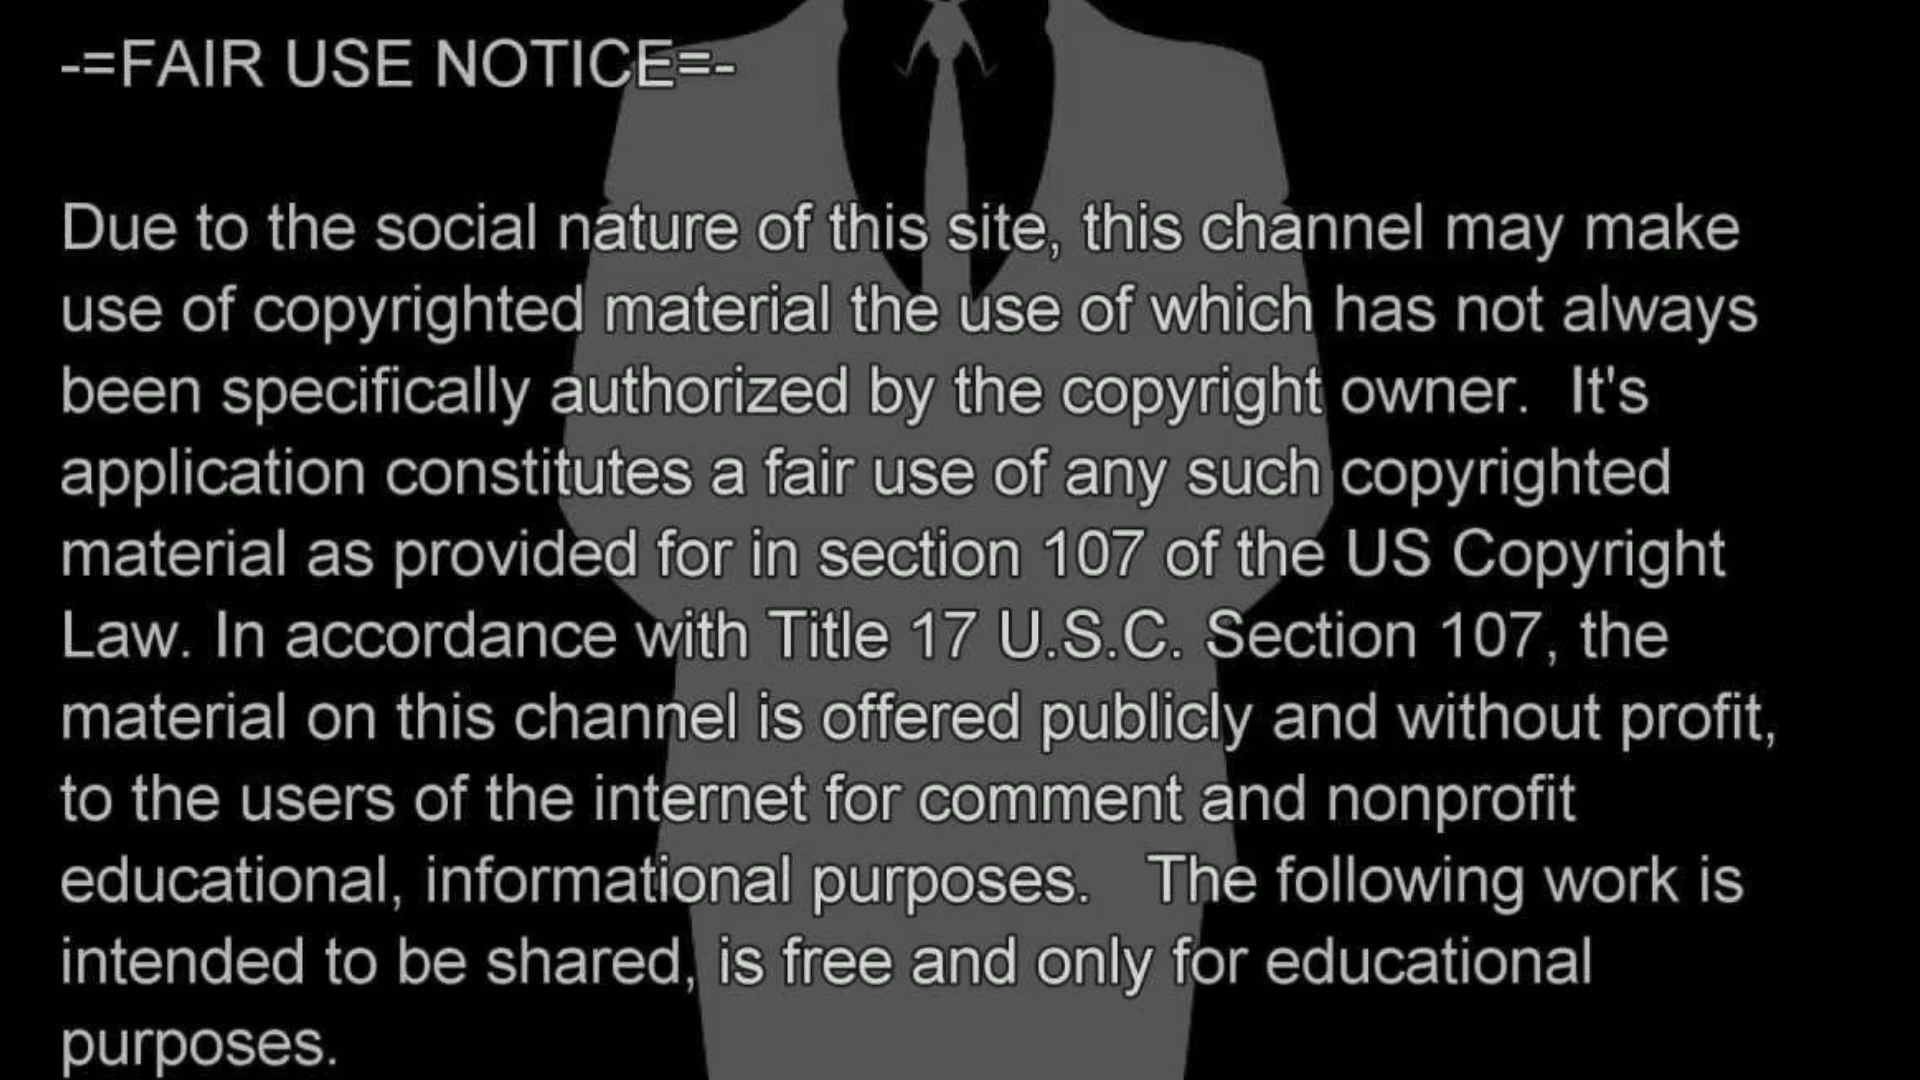 -=FAIR USE NOTICE=-
Due to the social nature of this site, this channel may make
use of copyrighted material the use of which has not always
been specifically authorized by the copyright owner.  It's
application constitutes a fair use of any such copyrighted
material as provided for in section 107 of the US Copyright
Law. In accordance with Title 17 U.S.C. Section 107, the
material on this channel is offered publicly and without profit,
to the users of the internet for comment and nonprofit
educational, informational purposes.   The following work is
intended to be shared, is free and only for educational
purposes.